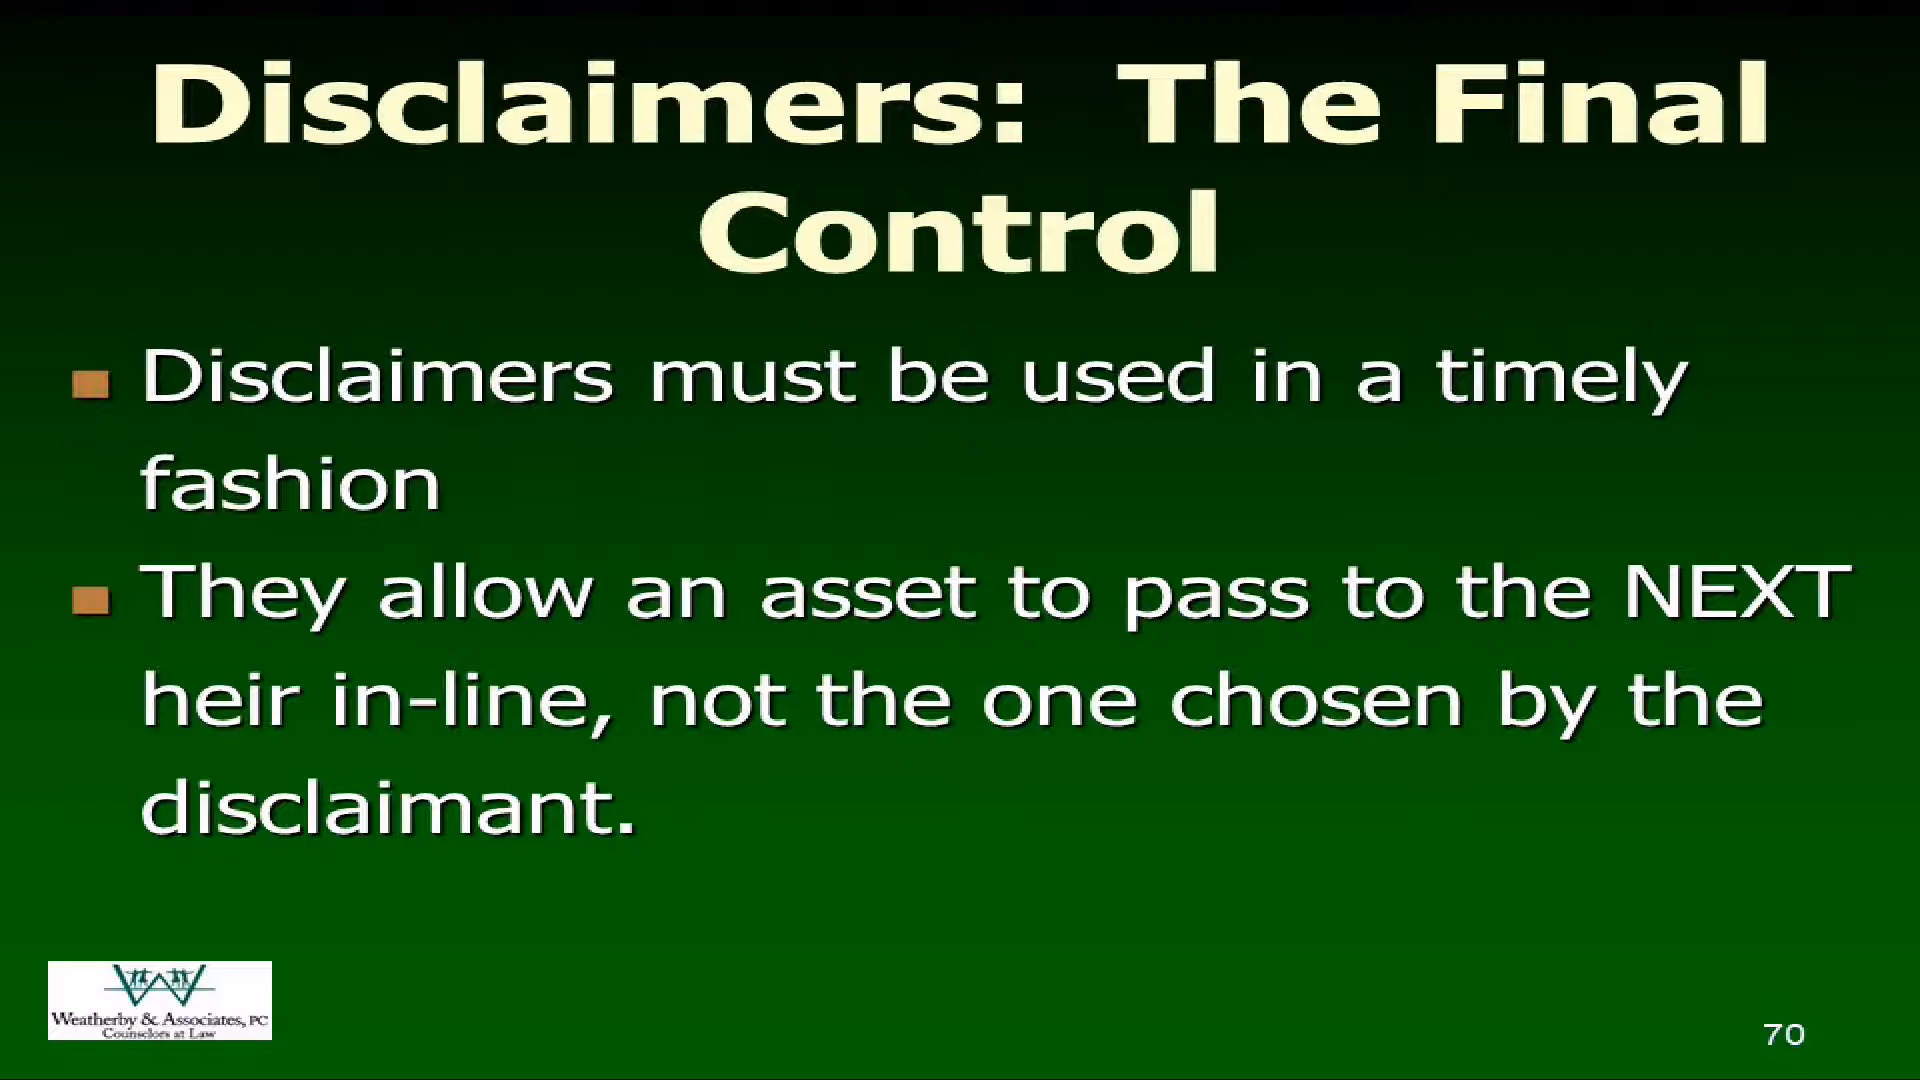 Disclaimers: The Final
Control
Disclaimers must be used in a timely
fashion
They allow an asset to pass to the NEXT
heir in-line, not the one chosen by the
disclaimant.
Weatherby & Associates, PC
Counselors at Law
70